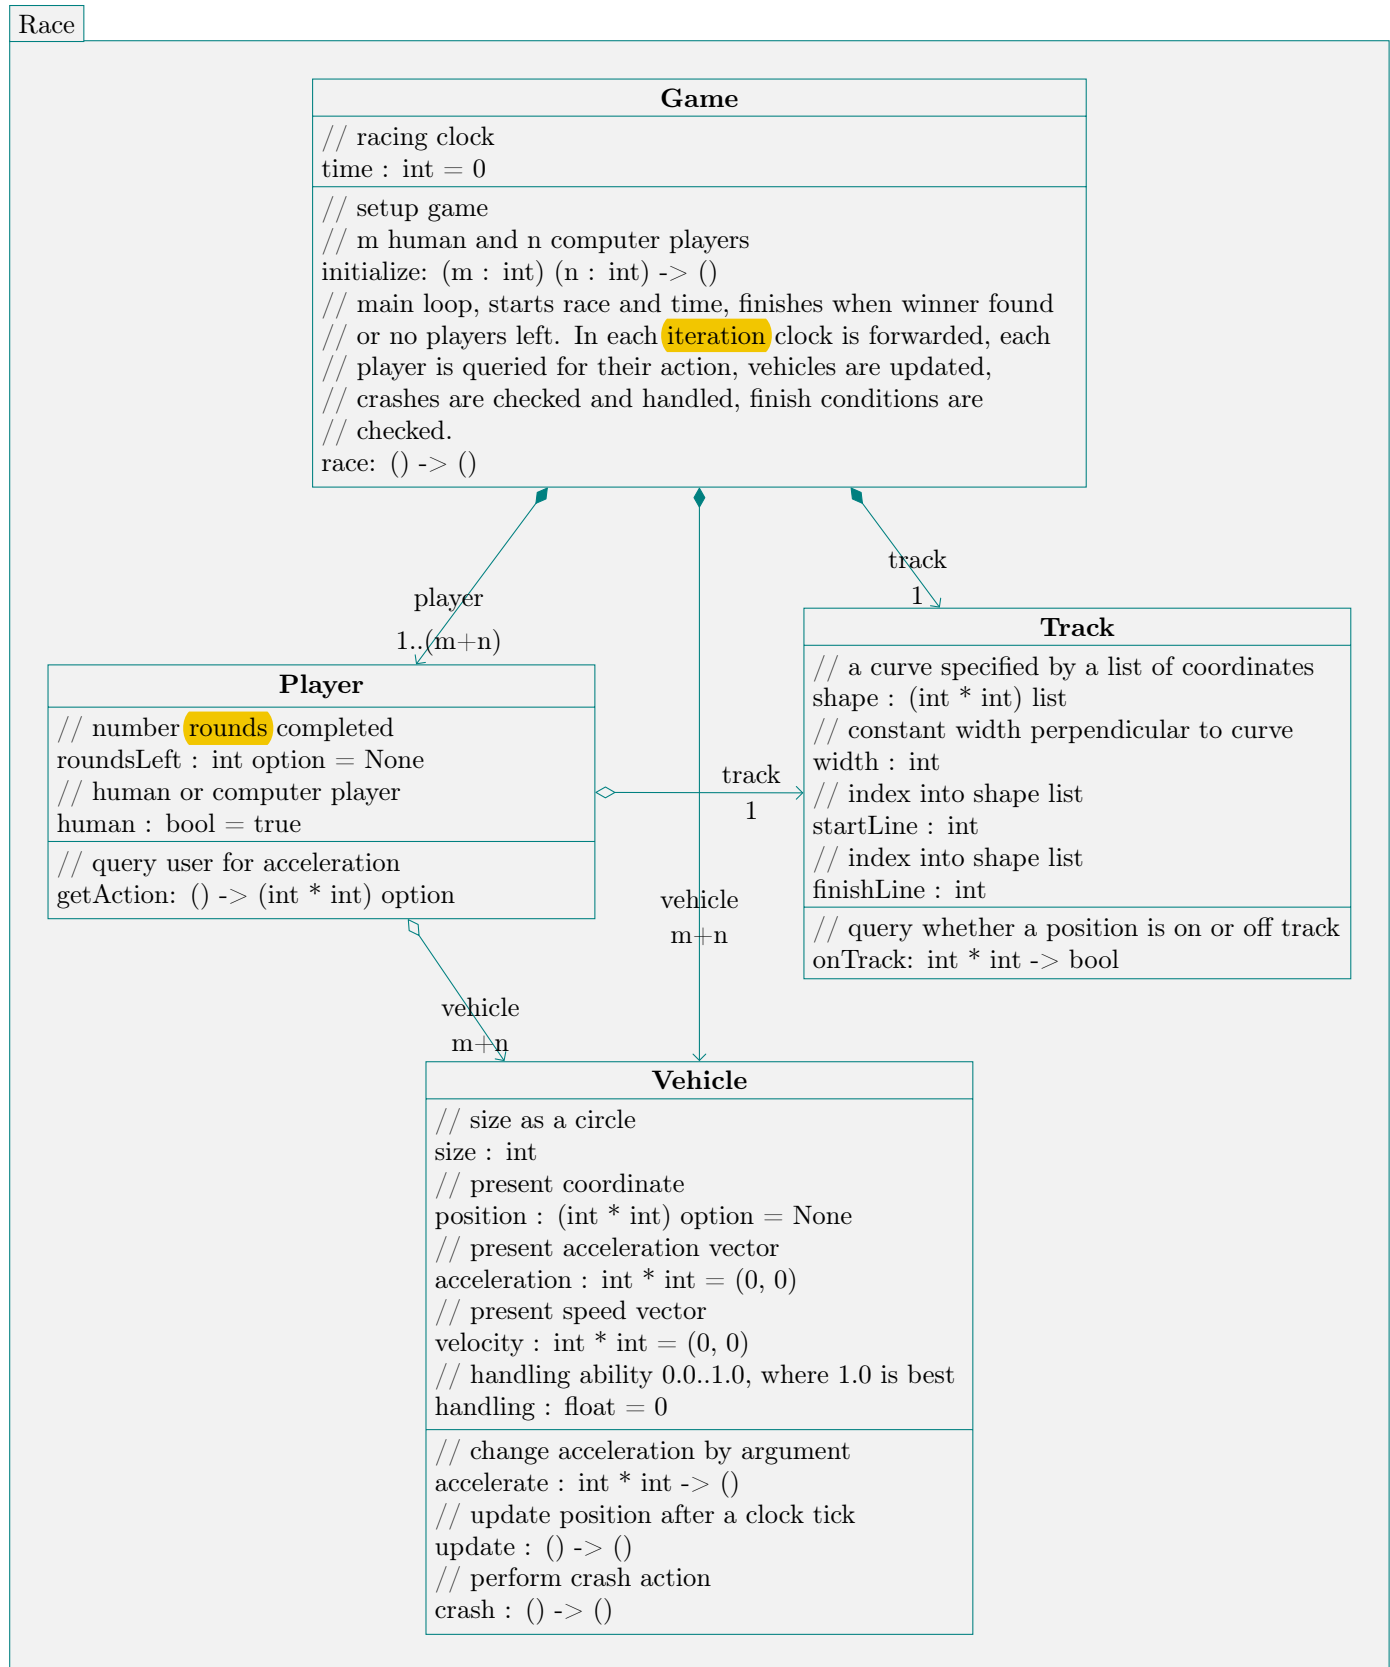 Race
Game
// racing clock
time : int = 0
// setup game
// m human and n computer players
initialize: (m : int) (n : int) -> ()
// main loop, starts race and time, finishes when winner found
// or no players left. In each iteration clock is forwarded, each
// player is queried for their action, vehicles are updated,
// crashes are checked and handled, finish conditions are
// checked.
race: () -> ()
player
1..(m+n)
track
1
Player
// number rounds completed
roundsLeft : int option = None
// human or computer player
human : bool = true
// query user for acceleration
getAction: () -> (int * int) option
track
1
Track
// a curve specified by a list of coordinates
shape : (int * int) list
// constant width perpendicular to curve
width : int
// index into shape list
startLine : int
// index into shape list
finishLine : int
// query whether a position is on or off track
onTrack: int * int -> bool
vehicle
m+n
vehicle
m+n
Vehicle
// size as a circle
size : int
// present coordinate
position : (int * int) option = None
// present acceleration vector
acceleration : int * int = (0, 0)
// present speed vector
velocity : int * int = (0, 0)
// handling ability 0.0..1.0, where 1.0 is best
handling : float = 0
// change acceleration by argument
accelerate : int * int -> ()
// update position after a clock tick
update : () -> ()
// perform crash action
crash : () -> ()